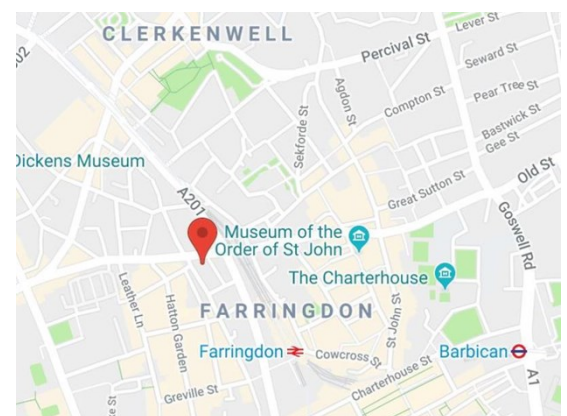 Lever St
CLERKENWELL
Percival St
Seward St
Agdon St
Pear Tree St
Compton St
Sekforde St
Bastwick St
Gee St
Dickens Museum
Old St
A201
Great Sutton St
Goswell Rd
Museum of the
Order of St John
The Charterhouse
Leather Ln
Hatton Garden
FARRINGDON
St John St
Farringdon
Cowcross St
Barbican
Charterhouse St
A1
Greville St